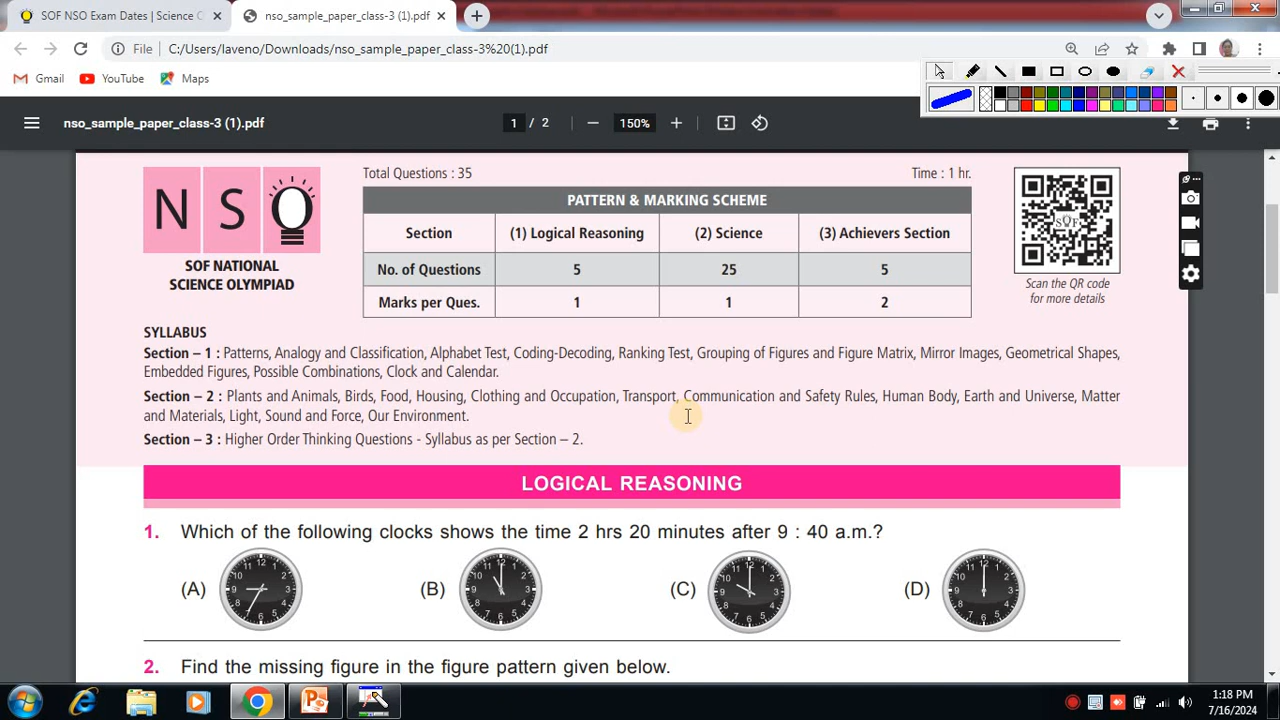 SOF NSO Exam Dates | Science O
nso_sample_paper_class-3 (1).pdf
File
C:/Users/laveno/Downloads/nso_sample_paper_class-3%20(1).pdf
Gmail
YouTube
Maps
nso_sample_paper_class-3 (1).pdf
1 / 2
150%
N S
SOF NATIONAL
SCIENCE OLYMPIAD
Total Questions : 35
Time : 1 hr.
PATTERN & MARKING SCHEME
Section (1) Logical Reasoning (2) Science (3) Achievers Section
No. of Questions 5 25 5
Marks per Ques. 1 1 2
SOF
Scan the QR code
for more details
SYLLABUS
Section – 1 : Patterns, Analogy and Classification, Alphabet Test, Coding-Decoding, Ranking Test, Grouping of Figures and Figure Matrix, Mirror Images, Geometrical Shapes,
Embedded Figures, Possible Combinations, Clock and Calendar.
Section – 2 : Plants and Animals, Birds, Food, Housing, Clothing and Occupation, Transport, Communication and Safety Rules, Human Body, Earth and Universe, Matter
and Materials, Light, Sound and Force, Our Environment.
Section – 3 : Higher Order Thinking Questions - Syllabus as per Section – 2.
LOGICAL REASONING
1. Which of the following clocks shows the time 2 hrs 20 minutes after 9 : 40 a.m.?
(A) (B) (C) (D)
2. Find the missing figure in the figure pattern given below.
1:18 PM
7/16/2024